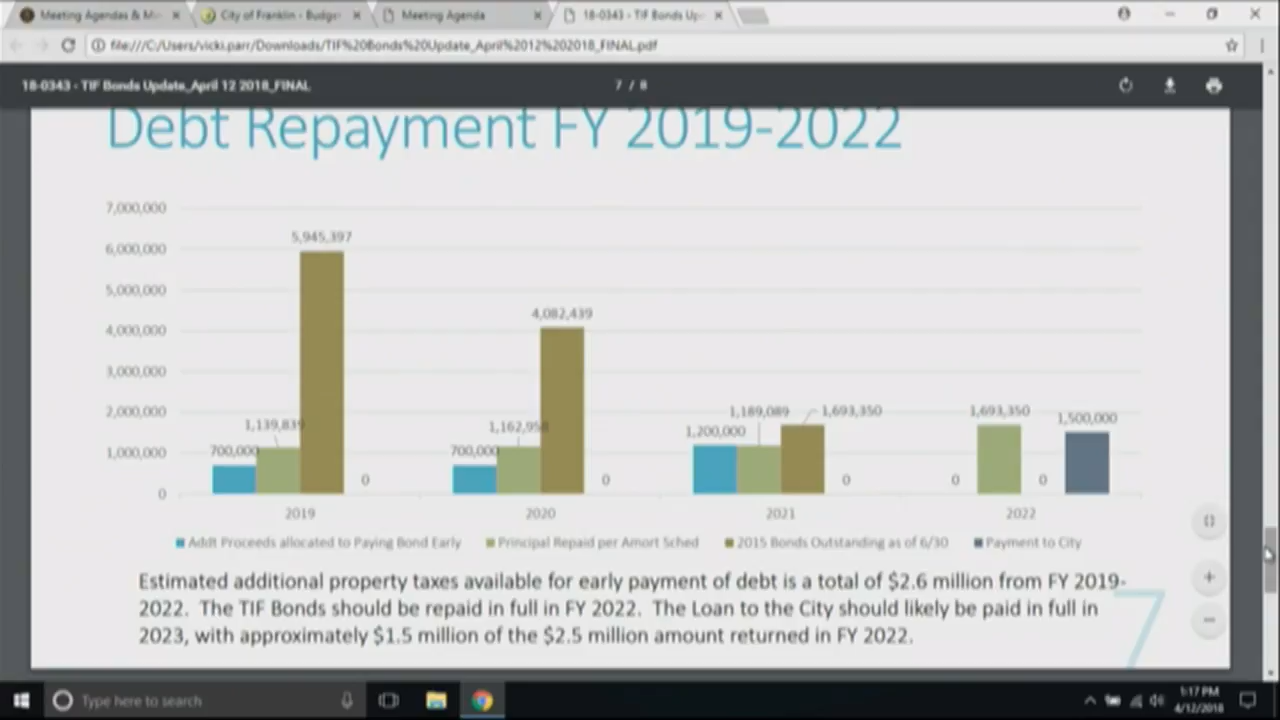 Meeting Agendas & Mi
City of Franklin - Budge
Meeting Agenda
18-0343 - TIF Bonds Up
file:///C:/Users/vicki.parr/Downloads/TIF%20Bonds%20Update_April%2012%202018_FINAL.pdf
18-0343 - TIF Bonds Update_April 12 2018_FINAL
7 / 8
Debt Repayment FY 2019-2022
7,000,000
6,000,000
5,000,000
4,000,000
3,000,000
2,000,000
1,000,000
0
700,000
1,139,839
5,945,397
0
700,000
1,162,958
4,082,439
0
1,200,000
1,189,089
1,693,350
0
0
1,693,350
0
1,500,000
2019
2020
2021
2022
Addt Proceeds allocated to Paying Bond Early
Principal Repaid per Amort Sched
2015 Bonds Outstanding as of 6/30
Payment to City
Estimated additional property taxes available for early payment of debt is a total of $2.6 million from FY 2019-
2022. The TIF Bonds should be repaid in full in FY 2022. The Loan to the City should likely be paid in full in
2023, with approximately $1.5 million of the $2.5 million amount returned in FY 2022.
7
Type here to search
1:17 PM
4/12/2018